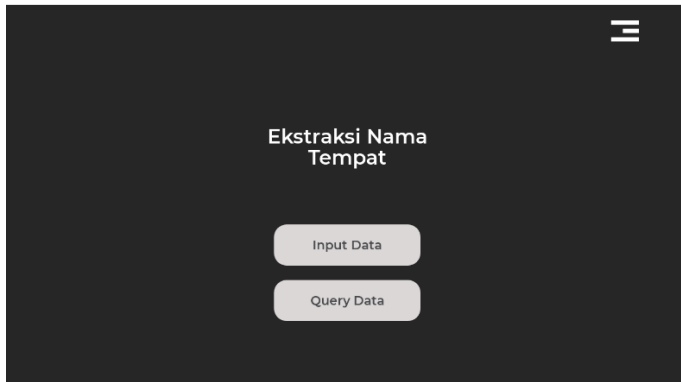 Ekstraksi Nama
Tempat
Input Data
Query Data